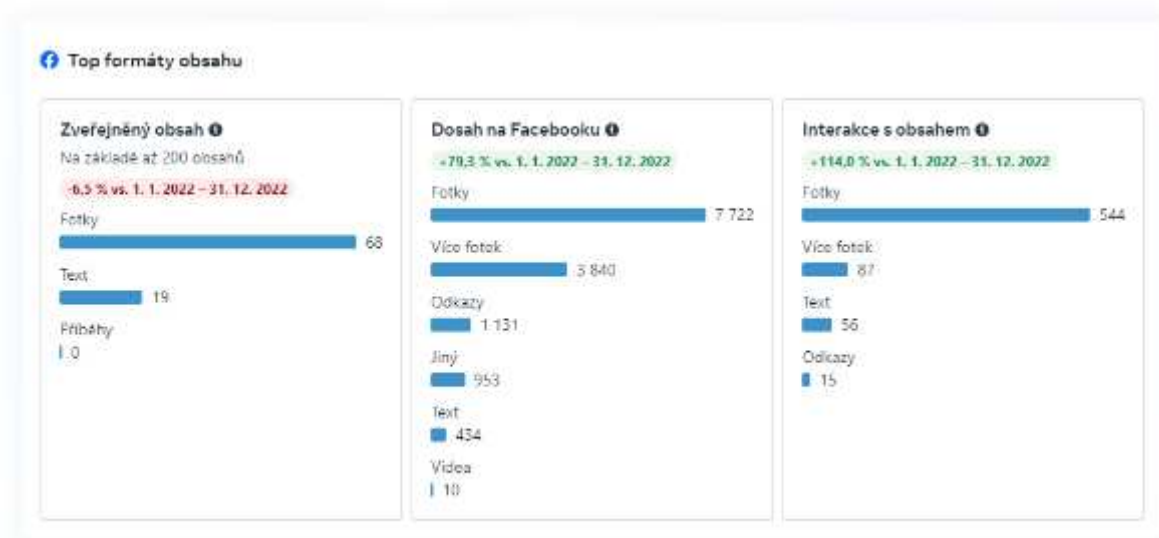 Top formáty obsahu
Zveřejněný obsah
Na základě až 200 obsahů
-6,5 % vs. 1. 1. 2022 – 31. 12. 2022
Fotky
68
Text
19
Příběhy
0
Dosah na Facebooku
+79,3 % vs. 1. 1. 2022 – 31. 12. 2022
Fotky
7 722
Více fotek
3 840
Odkazy
1 131
Jiný
953
Text
434
Videa
10
Interakce s obsahem
+114,0 % vs. 1. 1. 2022 – 31. 12. 2022
Fotky
544
Více fotek
87
Text
56
Odkazy
15